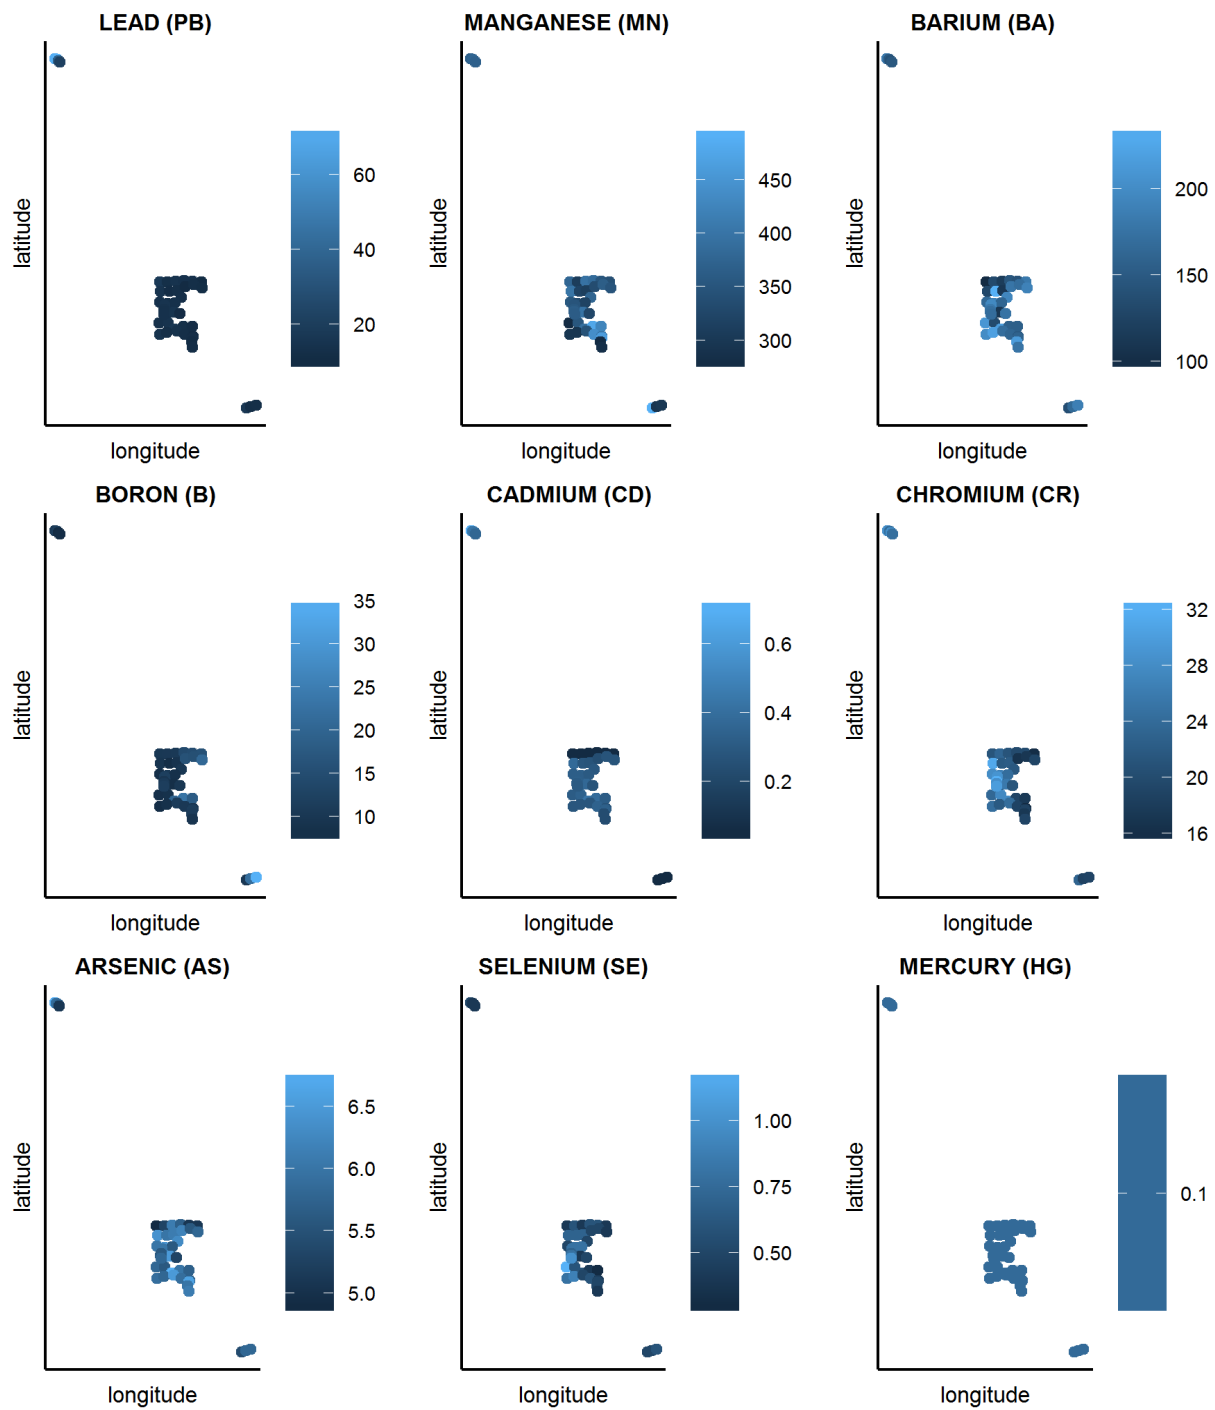 LEAD (PB)
MANGANESE (MN)
BARIUM (BA)
latitude
60
40
20
longitude
latitude
450
400
350
300
longitude
latitude
200
150
100
longitude
BORON (B)
CADMIUM (CD)
CHROMIUM (CR)
latitude
35
30
25
20
15
10
longitude
latitude
0.6
0.4
0.2
longitude
latitude
32
28
24
20
16
longitude
ARSENIC (AS)
SELENIUM (SE)
MERCURY (HG)
latitude
6.5
6.0
5.5
5.0
longitude
latitude
1.00
0.75
0.50
longitude
latitude
0.1
longitude